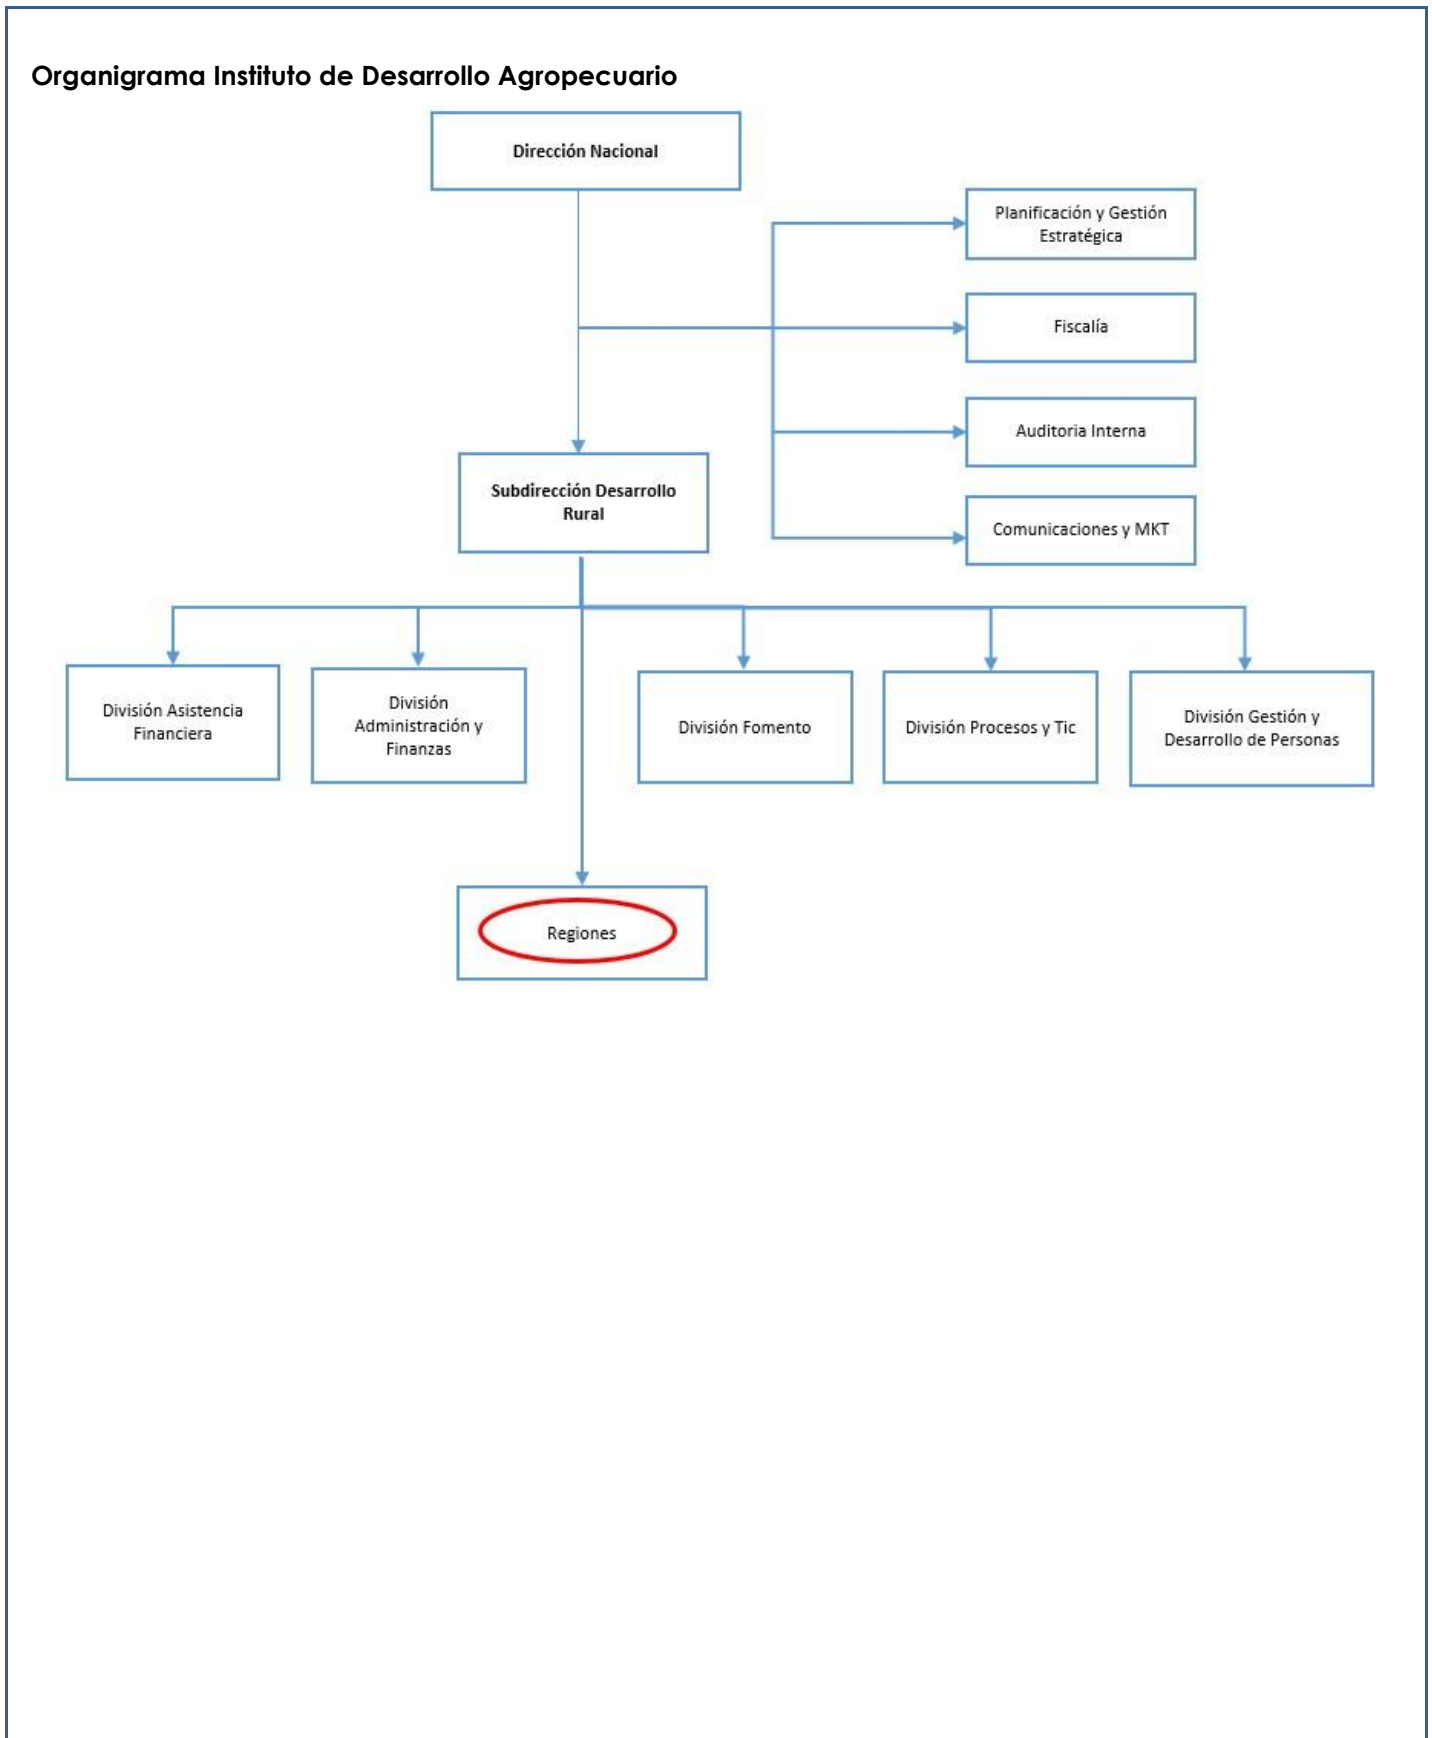 Organigrama Instituto de Desarrollo Agropecuario
Dirección Nacional
Planificación y Gestión
Estratégica
Fiscalía
Auditoria Interna
Subdirección Desarrollo
Rural
Comunicaciones y MKT
División Asistencia
Financiera
División
Administración y
Finanzas
División Fomento
División Procesos y Tic
División Gestión y
Desarrollo de Personas
Regiones